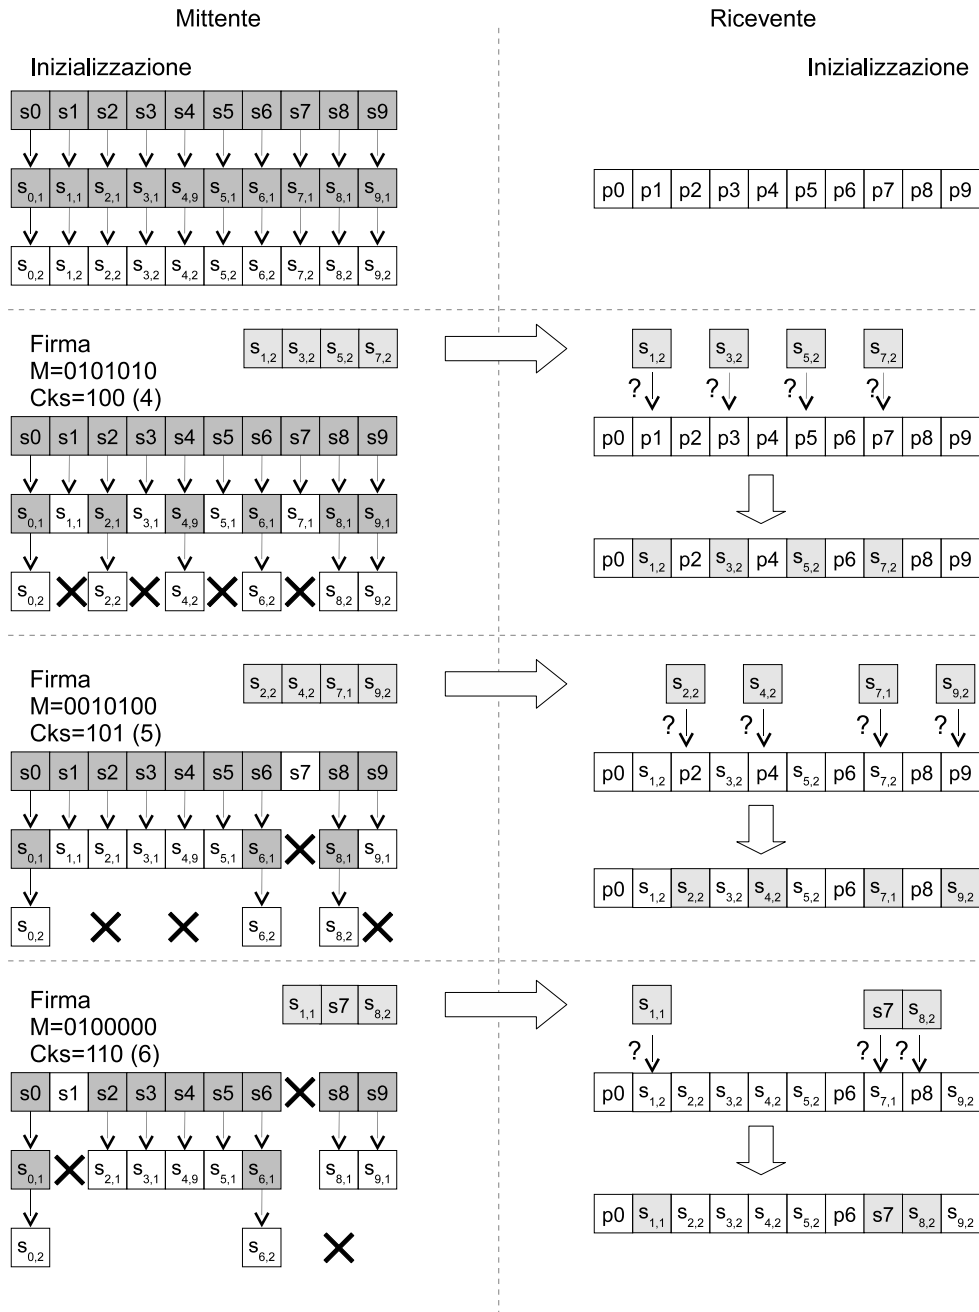 Mittente Ricevente
Inizializzazione Inizializzazione
s0 s1 s2 s3 s4 s5 s6 s7 s8 s9
s0,1 s1,1 s2,1 s3,1 s4,9 s5,1 s6,1 s7,1 s8,1 s9,1 p0 p1 p2 p3 p4 p5 p6 p7 p8 p9
s0,2 s1,2 s2,2 s3,2 s4,2 s5,2 s6,2 s7,2 s8,2 s9,2
Firma s1,2 s3,2 s5,2 s7,2 s1,2 s3,2 s5,2 s7,2
M=0101010
Cks=100 (4) ? ? ? ?
s0 s1 s2 s3 s4 s5 s6 s7 s8 s9 p0 p1 p2 p3 p4 p5 p6 p7 p8 p9
s0,1 s1,1 s2,1 s3,1 s4,9 s5,1 s6,1 s7,1 s8,1 s9,1
s0,2 s2,2 s4,2 s6,2 s8,2 s9,2 p0 s1,2 p2 s3,2 p4 s5,2 p6 s7,2 p8 p9
Firma s2,2 s4,2 s7,1 s9,2 s2,2 s4,2 s7,1 s9,2
M=0010100
Cks=101 (5) ? ? ? ?
s0 s1 s2 s3 s4 s5 s6 s7 s8 s9 p0 s1,2 p2 s3,2 p4 s5,2 p6 s7,2 p8 p9
s0,1 s1,1 s2,1 s3,1 s4,9 s5,1 s6,1 s8,1 s9,1
s0,2 s6,2 s8,2 p0 s1,2 s2,2 s3,2 s4,2 s5,2 p6 s7,1 p8 s9,2
Firma s1,1 s7 s8,2 s1,1 s7 s8,2
M=0100000
Cks=110 (6) ? ? ?
s0 s1 s2 s3 s4 s5 s6 s8 s9 p0 s1,2 s2,2 s3,2 s4,2 s5,2 p6 s7,1 p8 s9,2
s0,1 s2,1 s3,1 s4,9 s5,1 s6,1 s8,1 s9,1
s0,2 s6,2 p0 s1,1 s2,2 s3,2 s4,2 s5,2 p6 s7 s8,2 s9,2